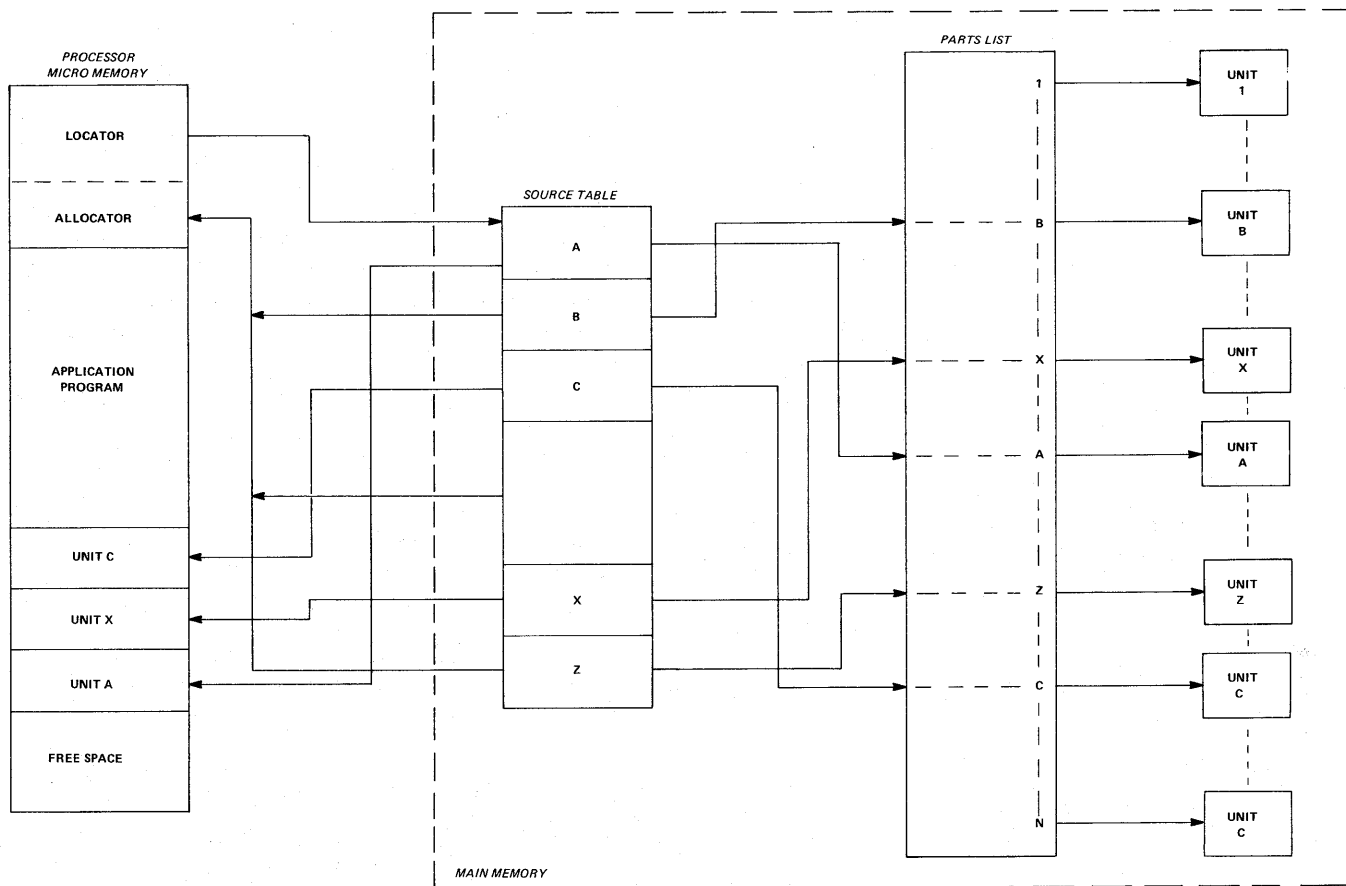 PROCESSOR
MICRO MEMORY
LOCATOR
ALLOCATOR
APPLICATION
PROGRAM
UNIT C
UNIT X
UNIT A
FREE SPACE
SOURCE TABLE
A
B
C
X
Z
PARTS LIST
1
B
X
A
Z
C
N
UNIT
1
UNIT
B
UNIT
X
UNIT
A
UNIT
Z
UNIT
C
UNIT
C
MAIN MEMORY